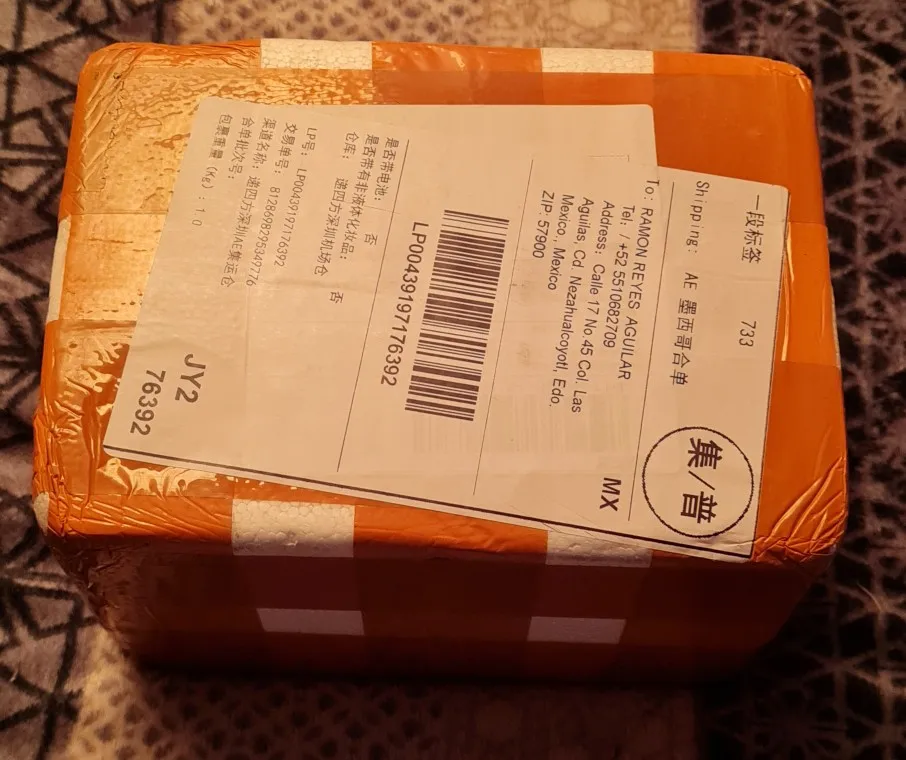 一段标签 733
Shipping: AE 墨西哥合单
集/普
To: RAMON REYES AGUILAR
Tel: / +52 5510682709
Address: Calle 17 No 45 Col. Las
Aguilas, Cd. Nezahualcoyotl, Edo.
Mexico,, Mexico
ZIP: 57900
MX
LP00439197176392
是否带电池: 否
是否带有非液体化妆品: 否
仓库: 递四方深圳机场仓
LP号: LP00439197176392
交易单号: 8128698295349776
渠道名称: 递四方深圳AE集运仓
合单批次号:
包裹重量(Kg): 1.0
JY2
76392